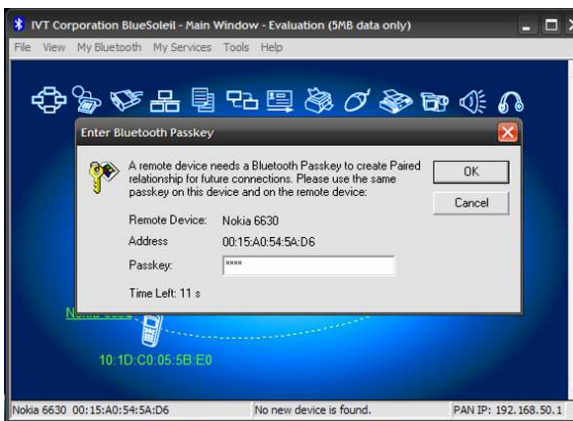 IVT Corporation BlueSoleil - Main Window - Evaluation (5MB data only)
File View My Bluetooth My Services Tools Help
Enter Bluetooth Passkey
A remote device needs a Bluetooth Passkey to create Paired
relationship for future connections. Please use the same
passkey on this device and on the remote device:
OK
Cancel
Remote Device: Nokia 6630
Address 00:15:A0:54:5A:D6
Passkey: ****
Time Left: 11 s
10:1D:C0:05:5B:E0
Nokia 6630 00:15:A0:54:5A:D6 No new device is found. PAN IP: 192.168.50.1